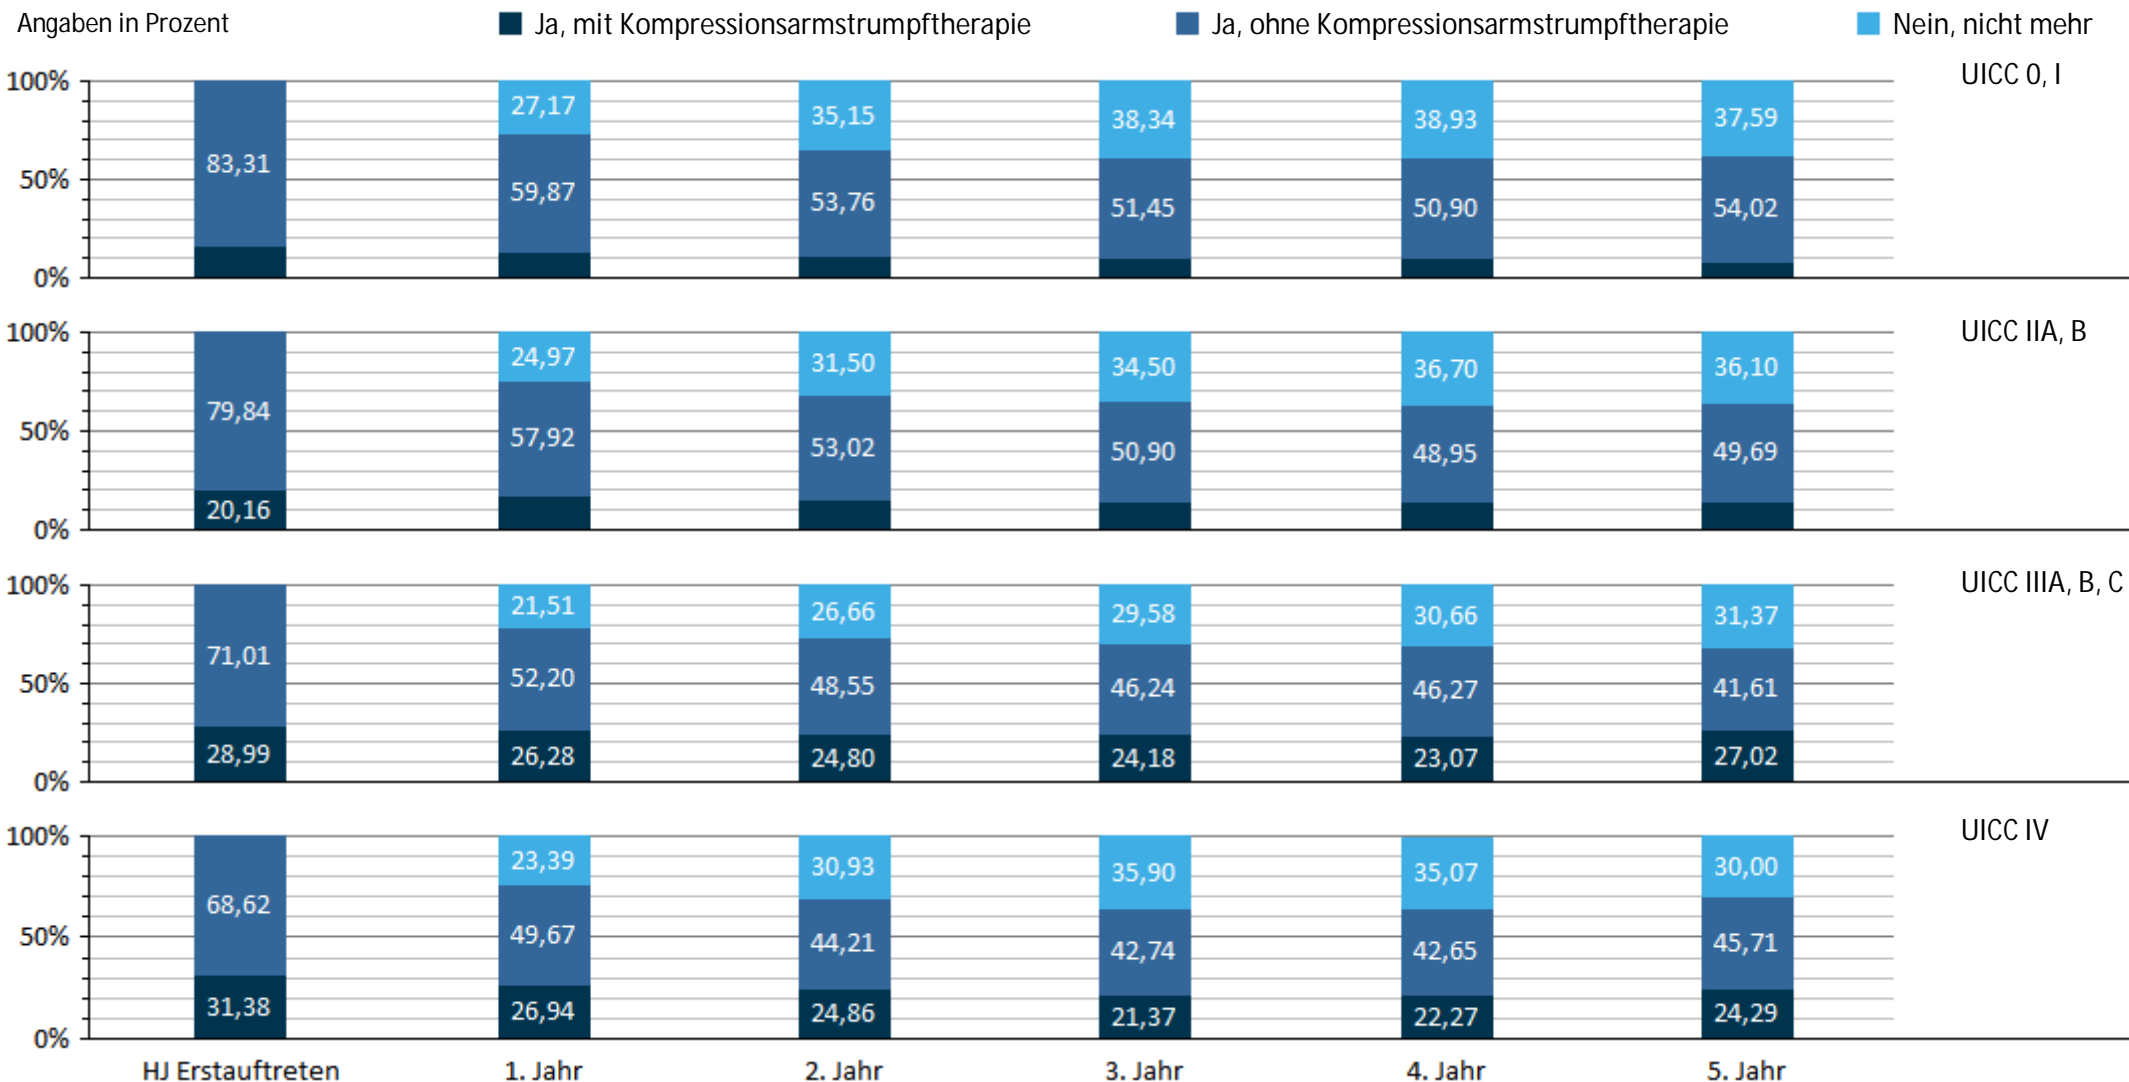 Angaben in Prozent Ja, mit Kompressionsarmstrumpftherapie Ja, ohne Kompressionsarmstrumpftherapie Nein, nicht mehr
UICC 0, I
100%
50%
0%
83,31
27,17 35,15 38,34 38,93 37,59
59,87 53,76 51,45 50,90 54,02
UICC IIA, B
100%
50%
0%
24,97 31,50 34,50 36,70 36,10
79,84 57,92 53,02 50,90 48,95 49,69
20,16
UICC IIIA, B, C
100%
50%
0%
21,51 26,66 29,58 30,66 31,37
71,01 52,20 48,55 46,24 46,27 41,61
28,99 26,28 24,80 24,18 23,07 27,02
UICC IV
100%
50%
0%
23,39 30,93 35,90 35,07 30,00
68,62 49,67 44,21 42,74 42,65 45,71
31,38 26,94 24,86 21,37 22,27 24,29
HJ Erstauftreten 1. Jahr 2. Jahr 3. Jahr 4. Jahr 5. Jahr